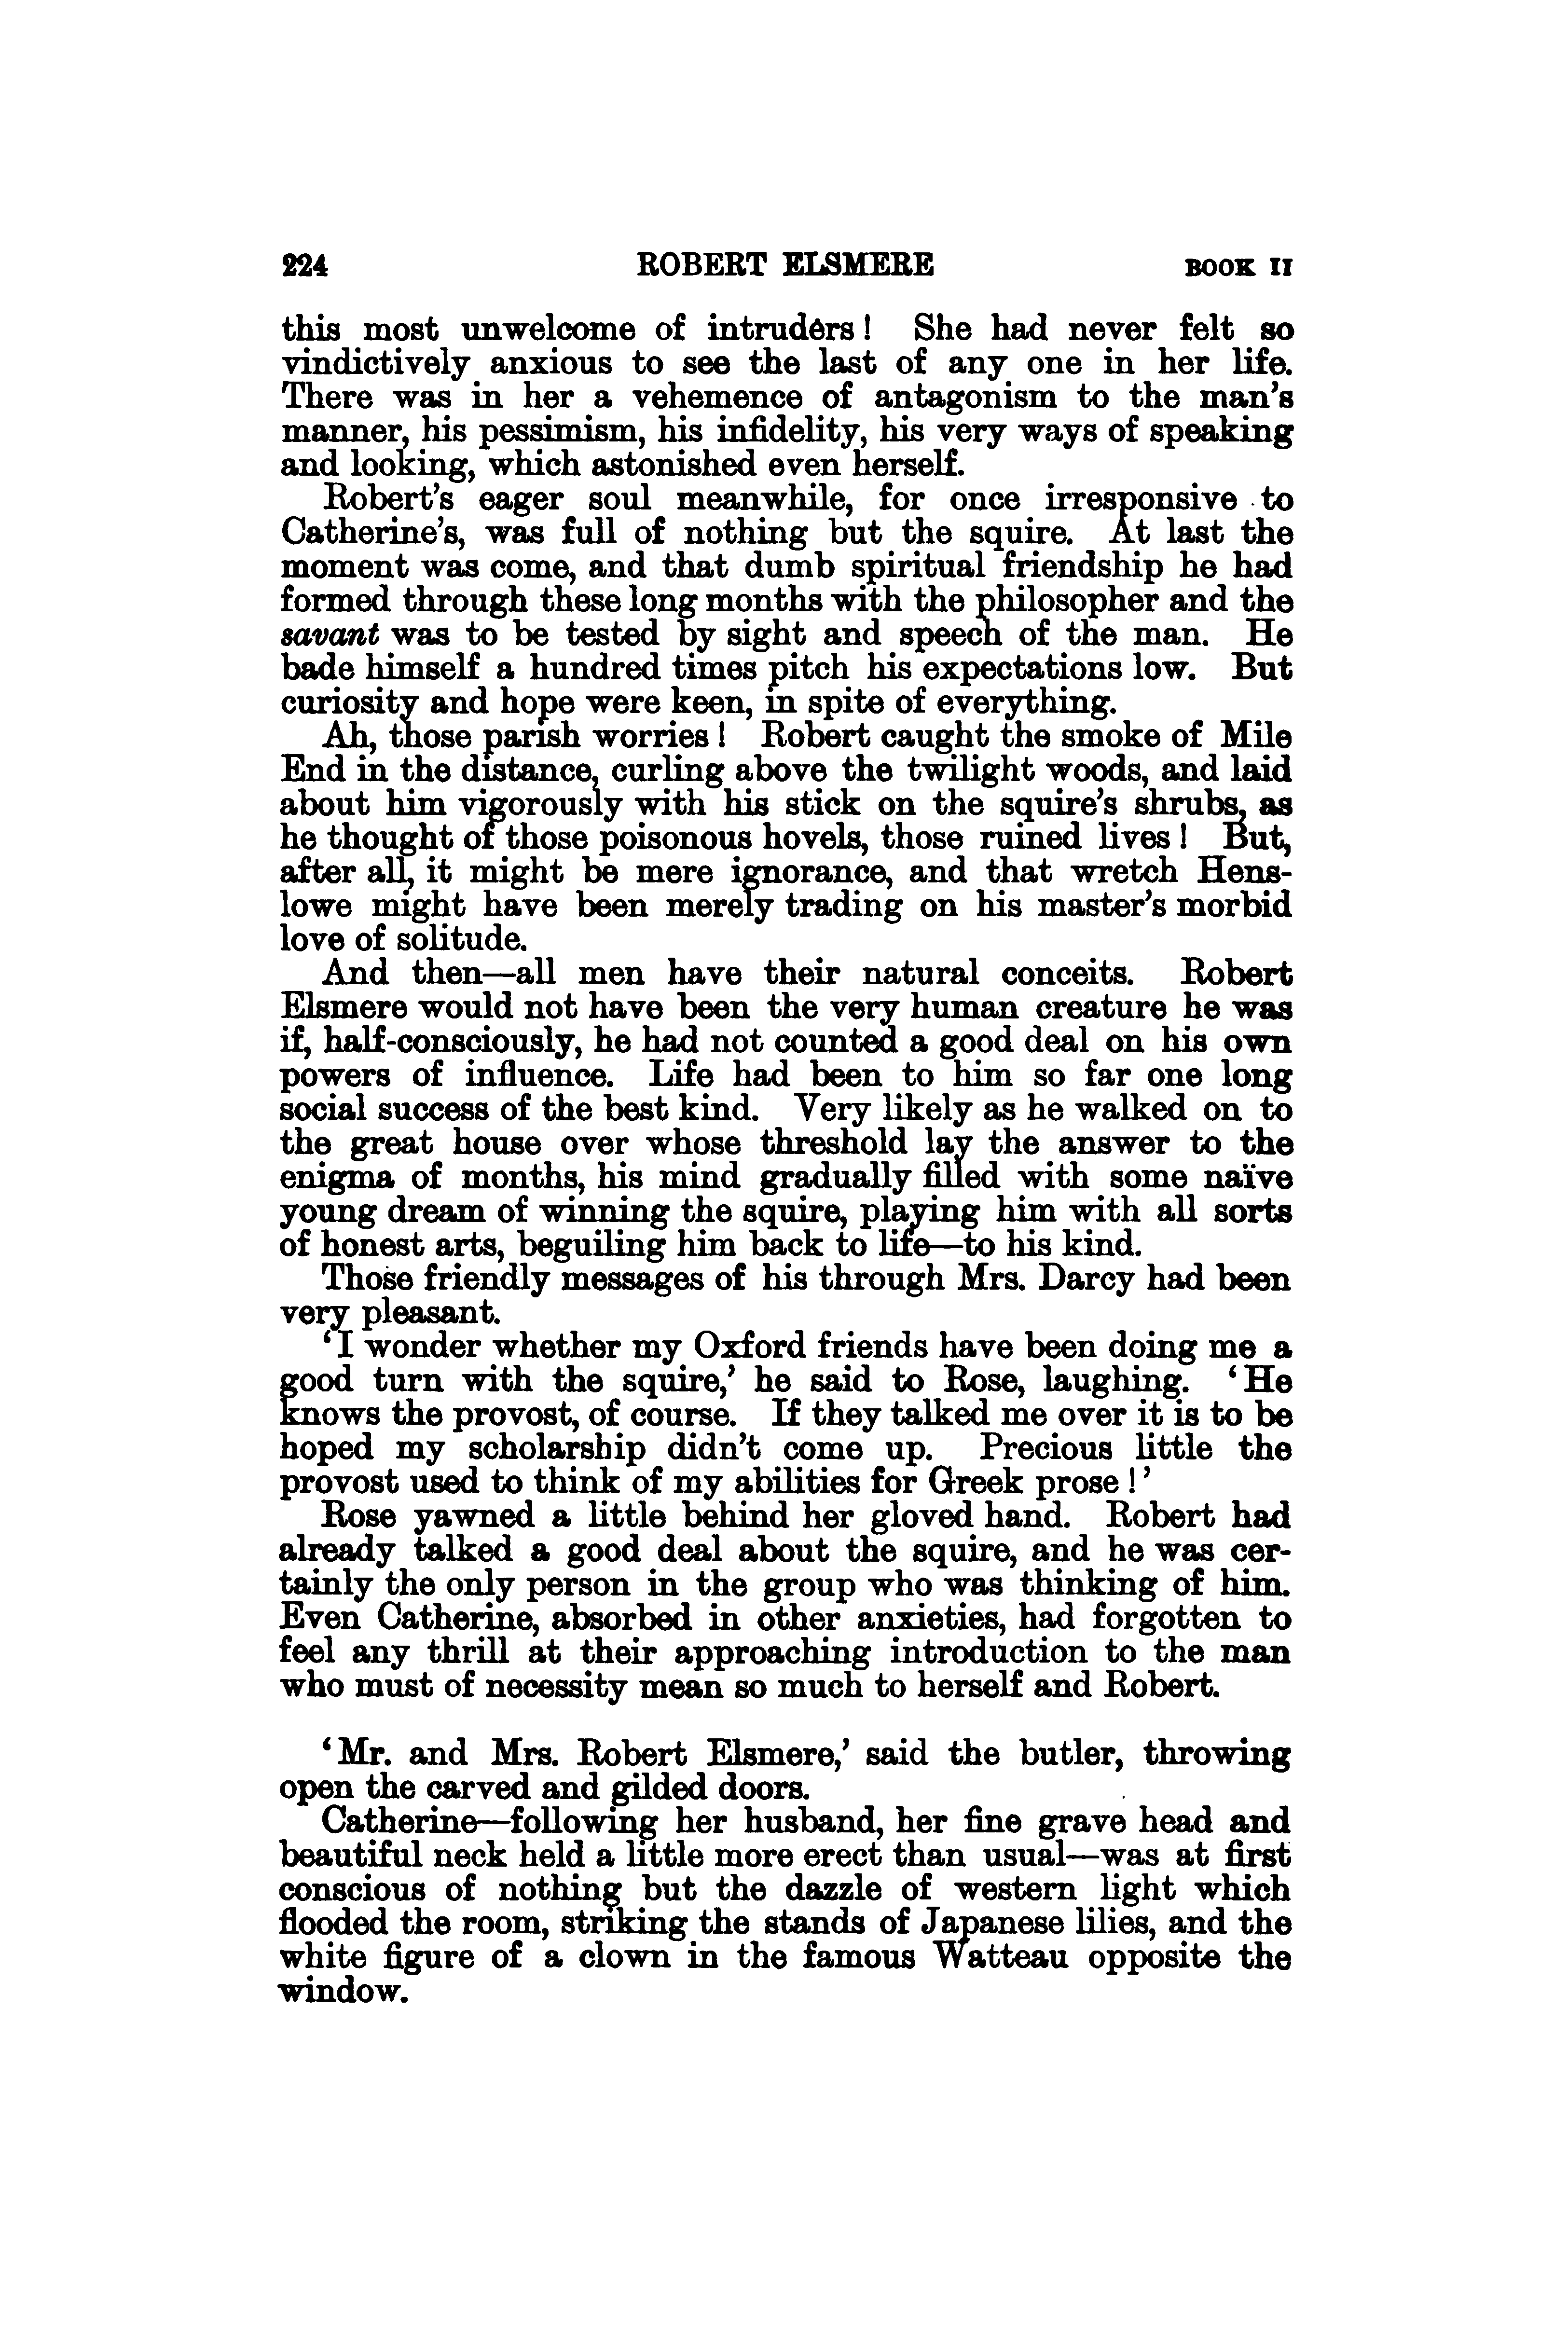 224 ROBERT ELSMERE BOOK II
this most unwelcome of intruders! She had never felt so
vindictively anxious to see the last of any one in her life.
There was in her a vehemence of antagonism to the man's
manner, his pessimism, his infidelity, his very ways of speaking
and looking, which astonished even herself.
Robert's eager soul meanwhile, for once irresponsive to
Catherine's, was full of nothing but the squire. At last the
moment was come, and that dumb spiritual friendship he had
formed through these long months with the philosopher and the
savant was to be tested by sight and speech of the man. He
bade himself a hundred times pitch his expectations low. But
curiosity and hope were keen, in spite of everything.
Ah, those parish worries! Robert caught the smoke of Mile
End in the distance, curling above the twilight woods, and laid
about him vigorously with his stick on the squire's shrubs, as
he thought of those poisonous hovels, those ruined lives! But,
after all, it might be mere ignorance, and that wretch Hens-
lowe might have been merely trading on his master's morbid
love of solitude.
And then—all men have their natural conceits. Robert
Elsmere would not have been the very human creature he was
if, half-consciously, he had not counted a good deal on his own
powers of influence. Life had been to him so far one long
social success of the best kind. Very likely as he walked on to
the great house over whose threshold lay the answer to the
enigma of months, his mind gradually filled with some naïve
young dream of winning the squire, playing him with all sorts
of honest arts, beguiling him back to life—to his kind.
Those friendly messages of his through Mrs. Darcy had been
very pleasant.
‘I wonder whether my Oxford friends have been doing me a
good turn with the squire,’ he said to Rose, laughing. ‘He
knows the provost, of course. If they talked me over it is to be
hoped my scholarship didn't come up. Precious little the
provost used to think of my abilities for Greek prose!’
Rose yawned a little behind her gloved hand. Robert had
already talked a good deal about the squire, and he was cer-
tainly the only person in the group who was thinking of him.
Even Catherine, absorbed in other anxieties, had forgotten to
feel any thrill at their approaching introduction to the man
who must of necessity mean so much to herself and Robert.
‘Mr. and Mrs. Robert Elsmere,’ said the butler, throwing
open the carved and gilded doors.
Catherine—following her husband, her fine grave head and
beautiful neck held a little more erect than usual—was at first
conscious of nothing but the dazzle of western light which
flooded the room, striking the stands of Japanese lilies, and the
white figure of a clown in the famous Watteau opposite the
window.